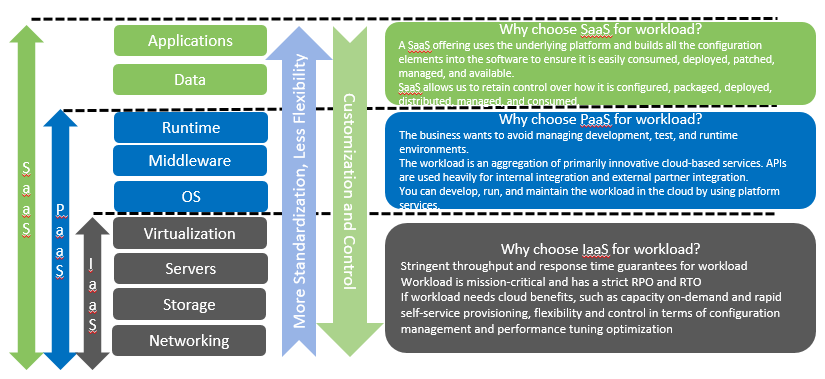 Applications
Data
Runtime
Middleware
OS
Virtualization
Servers
Storage
Networking
SaaS
PaaS
IaaS
More Standardization, Less Flexibility
Customization and Control
Why choose SaaS for workload?
A SaaS offering uses the underlying platform and builds all the configuration
elements into the software to ensure it is easily consumed, deployed, patched,
managed, and available.
SaaS allows us to retain control over how it is configured, packaged, deployed,
distributed, managed, and consumed.
Why choose PaaS for workload?
The business wants to avoid managing development, test, and runtime
environments.
The workload is an aggregation of primarily innovative cloud-based services. APIs
are used heavily for internal integration and external partner integration.
You can develop, run, and maintain the workload in the cloud by using platform
services.
Why choose IaaS for workload?
Stringent throughput and response time guarantees for workload
Workload is mission-critical and has a strict RPO and RTO
If workload needs cloud benefits, such as capacity on-demand and rapid
self-service provisioning, flexibility and control in terms of configuration
management and performance tuning optimization